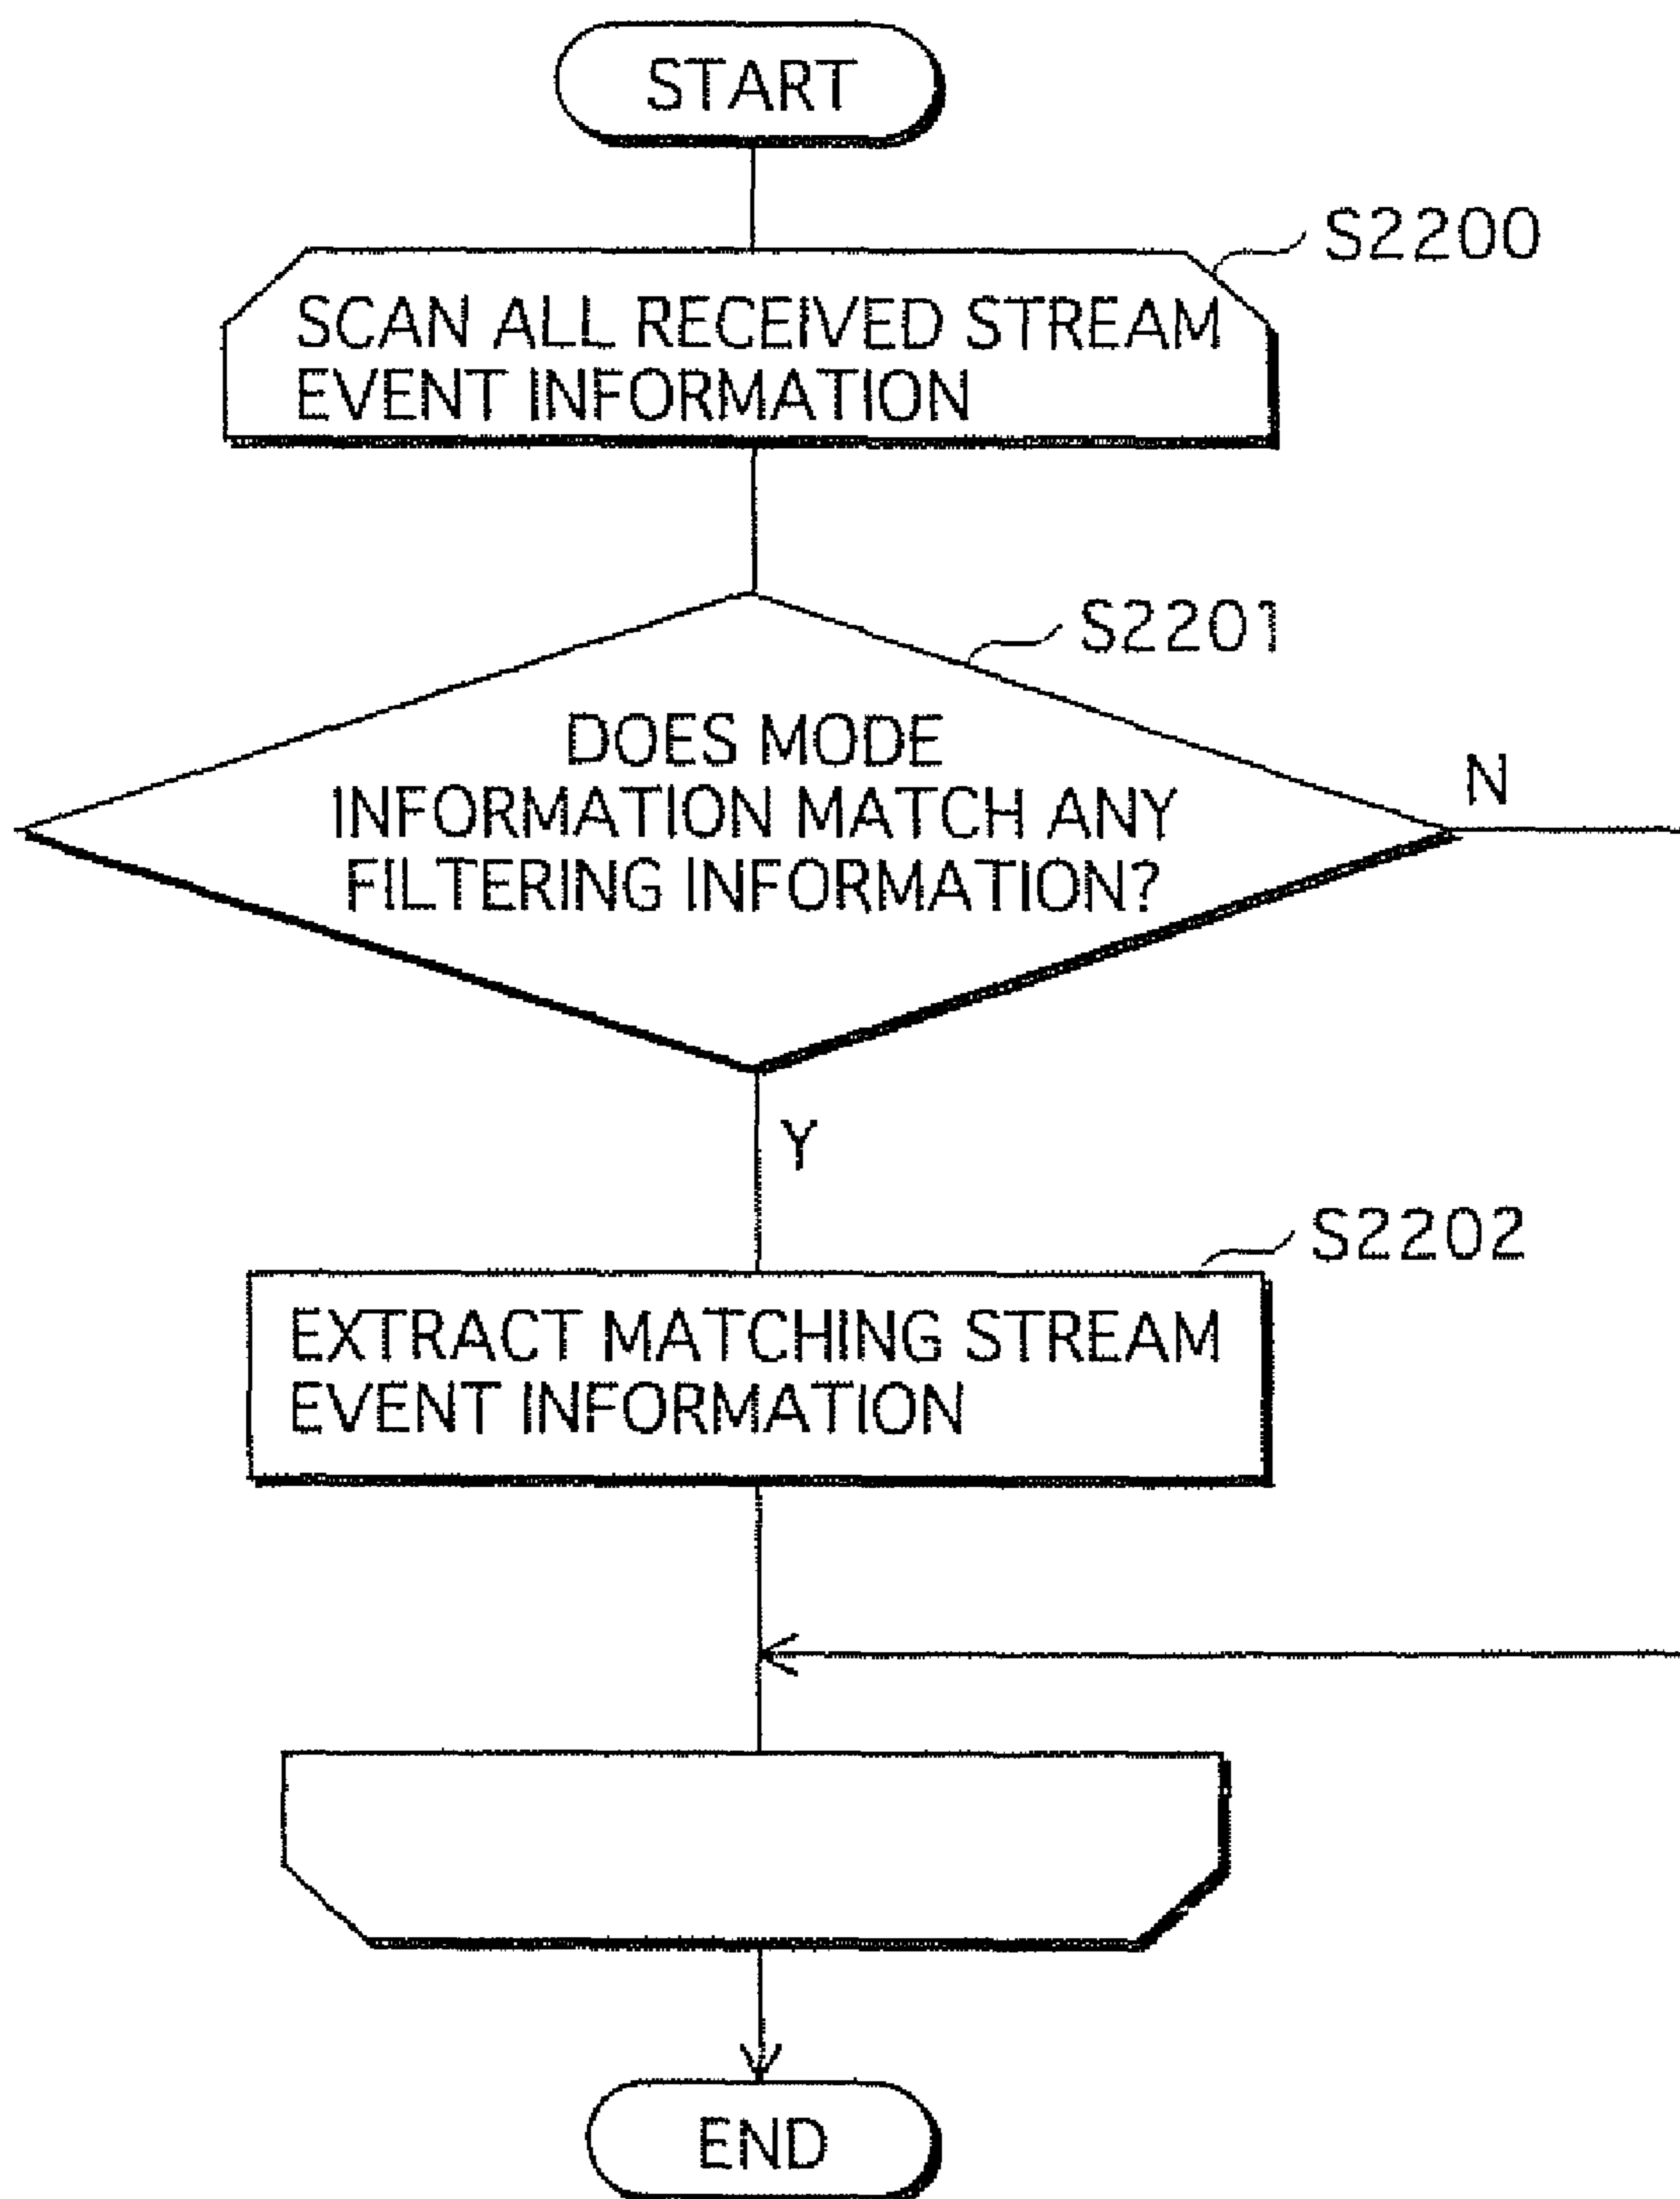 START
S2200
SCAN ALL RECEIVED STREAM
EVENT INFORMATION
S2201
DOES MODE
INFORMATION MATCH ANY
FILTERING INFORMATION?
N
Y
S2202
EXTRACT MATCHING STREAM
EVENT INFORMATION
END